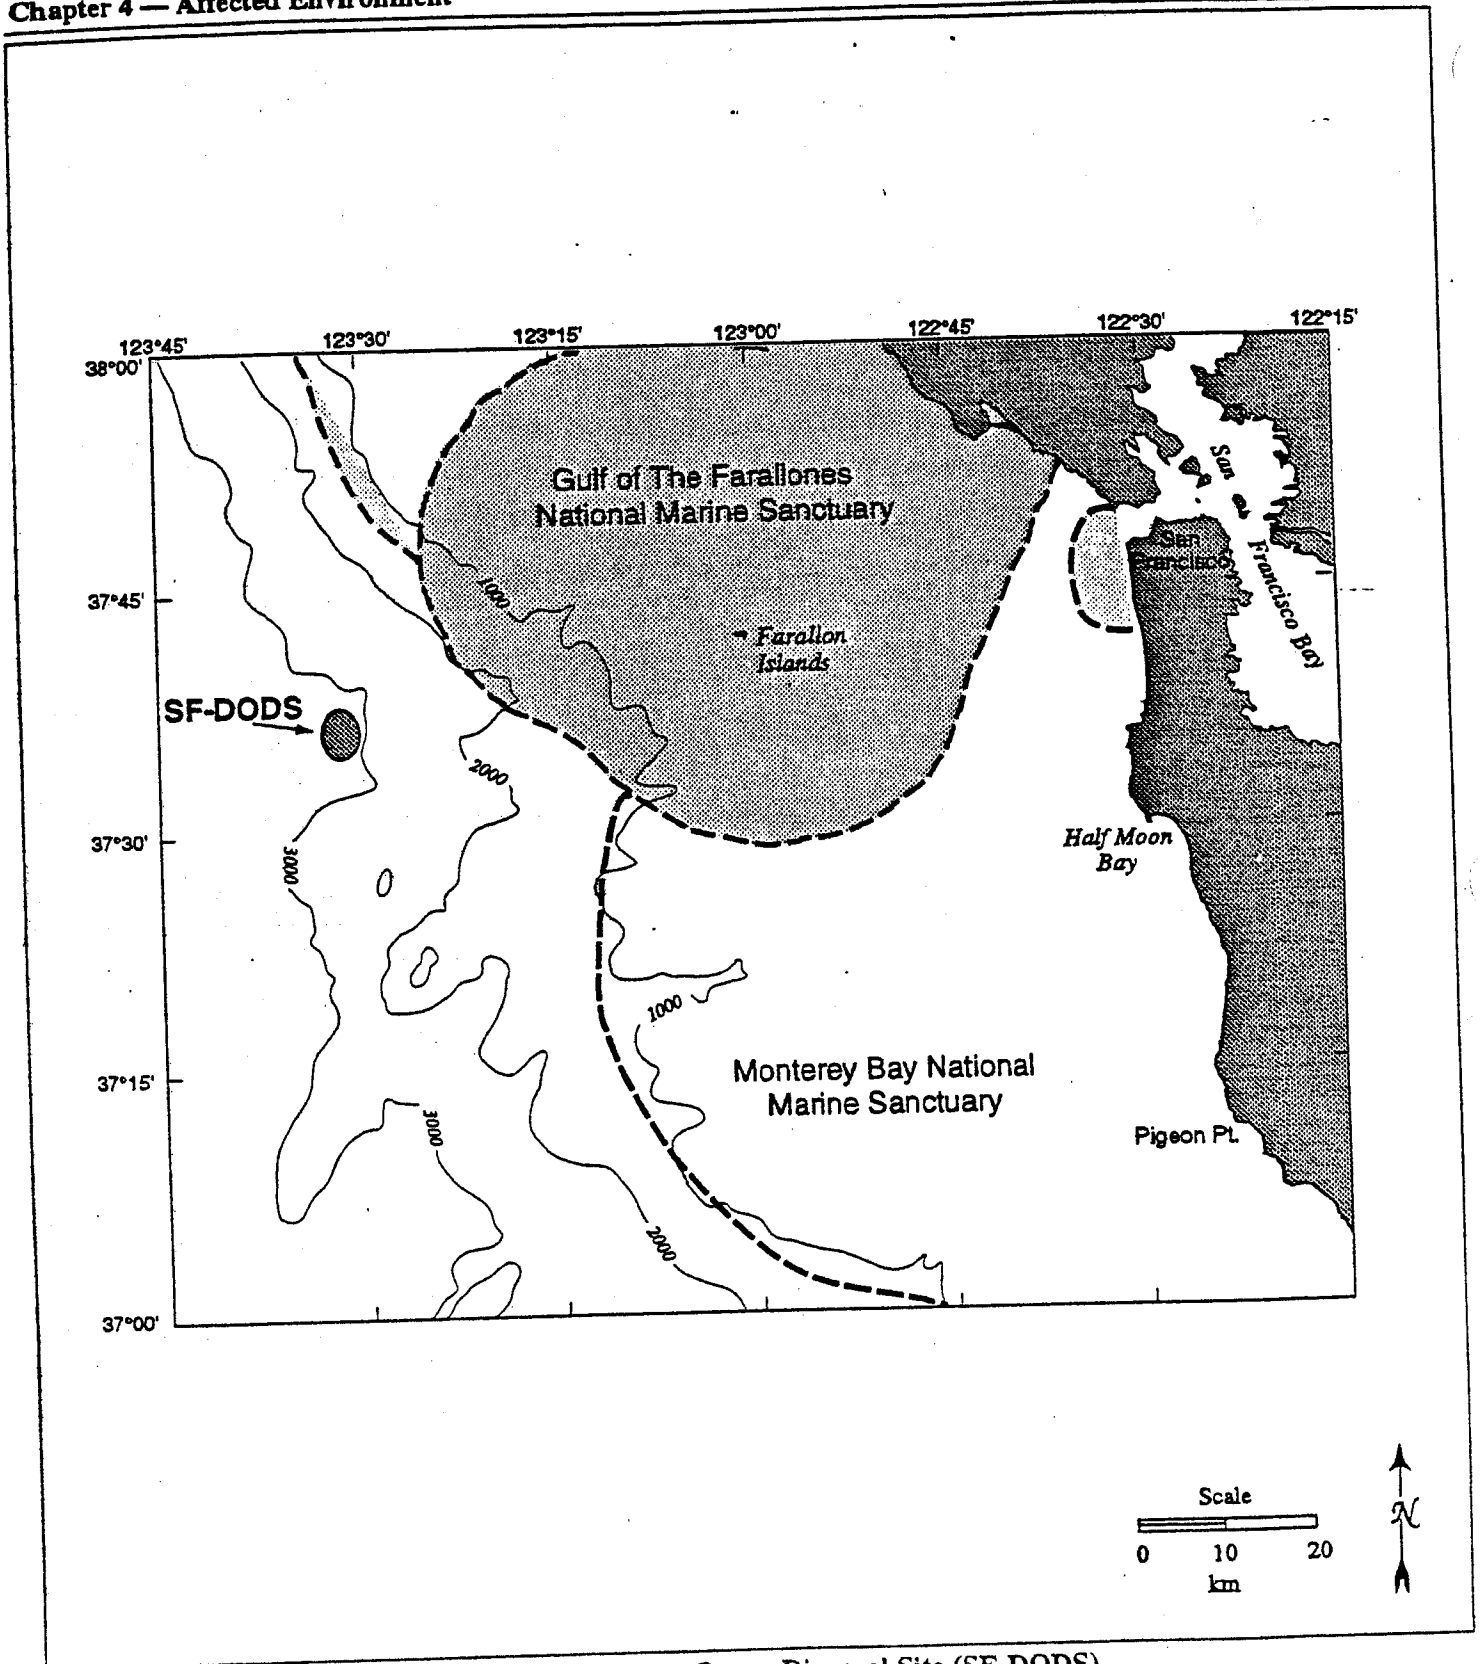 Chapter 4 — Affected Environment
123°45'
123°30'
123°15'
123°00'
122°45'
122°30'
122°15'
38°00'
Gulf of The Farallones
National Marine Sanctuary
San
Francisco Bay
San
Francisco
1000
37°45'
Farallon
Islands
SF-DODS
2000
37°30'
Half Moon
Bay
3000
1000
Monterey Bay National
Marine Sanctuary
37°15'
3000
Pigeon Pt.
2000
37°00'
Scale
0 10 20
km
N
Site (SF-DODS)